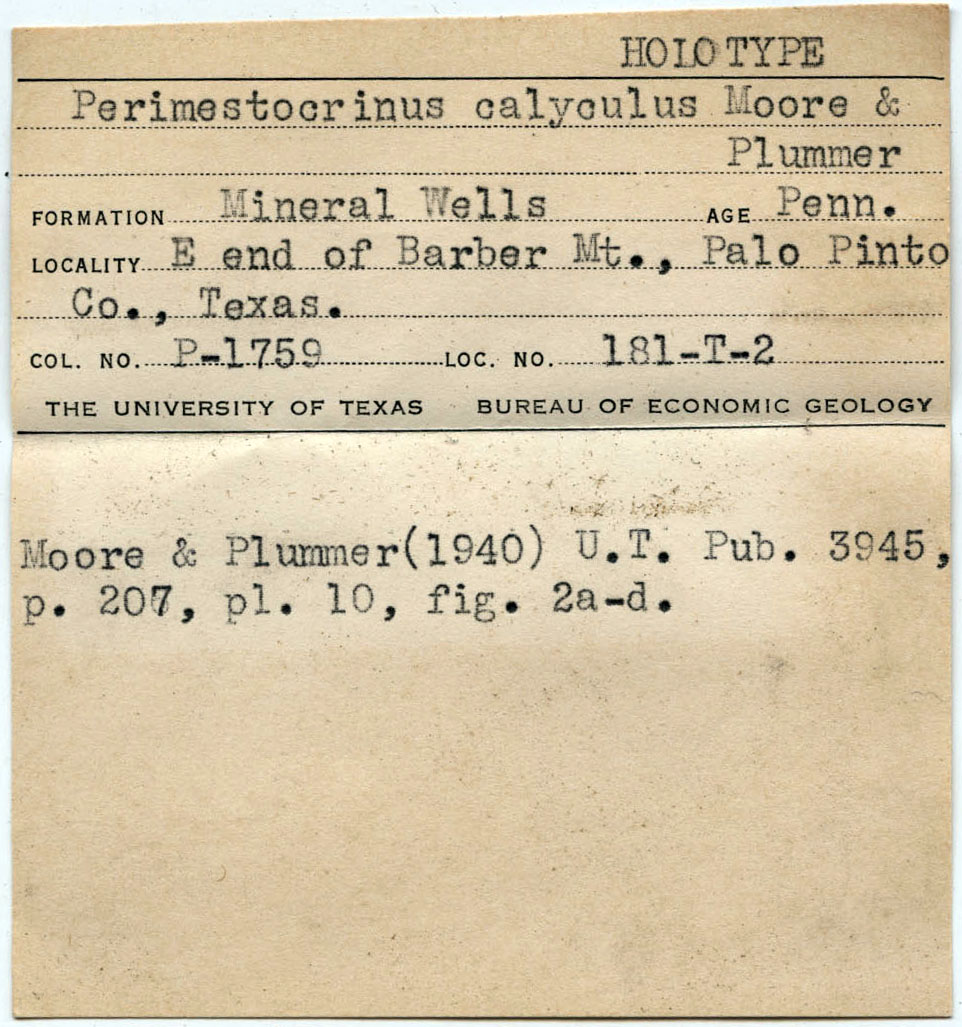 HOLOTYPE
Perimestocrinus calyculus Moore &
Plummer
FORMATION Mineral Wells AGE Penn.
LOCALITY E end of Barber Mt., Palo Pinto
Co., Texas.
COL. NO. P-1759 LOC. NO. 181-T-2
THE UNIVERSITY OF TEXAS BUREAU OF ECONOMIC GEOLOGY
Moore & Plummer(1940) U.T. Pub. 3945,
p. 207, pl. 10, fig. 2a-d.